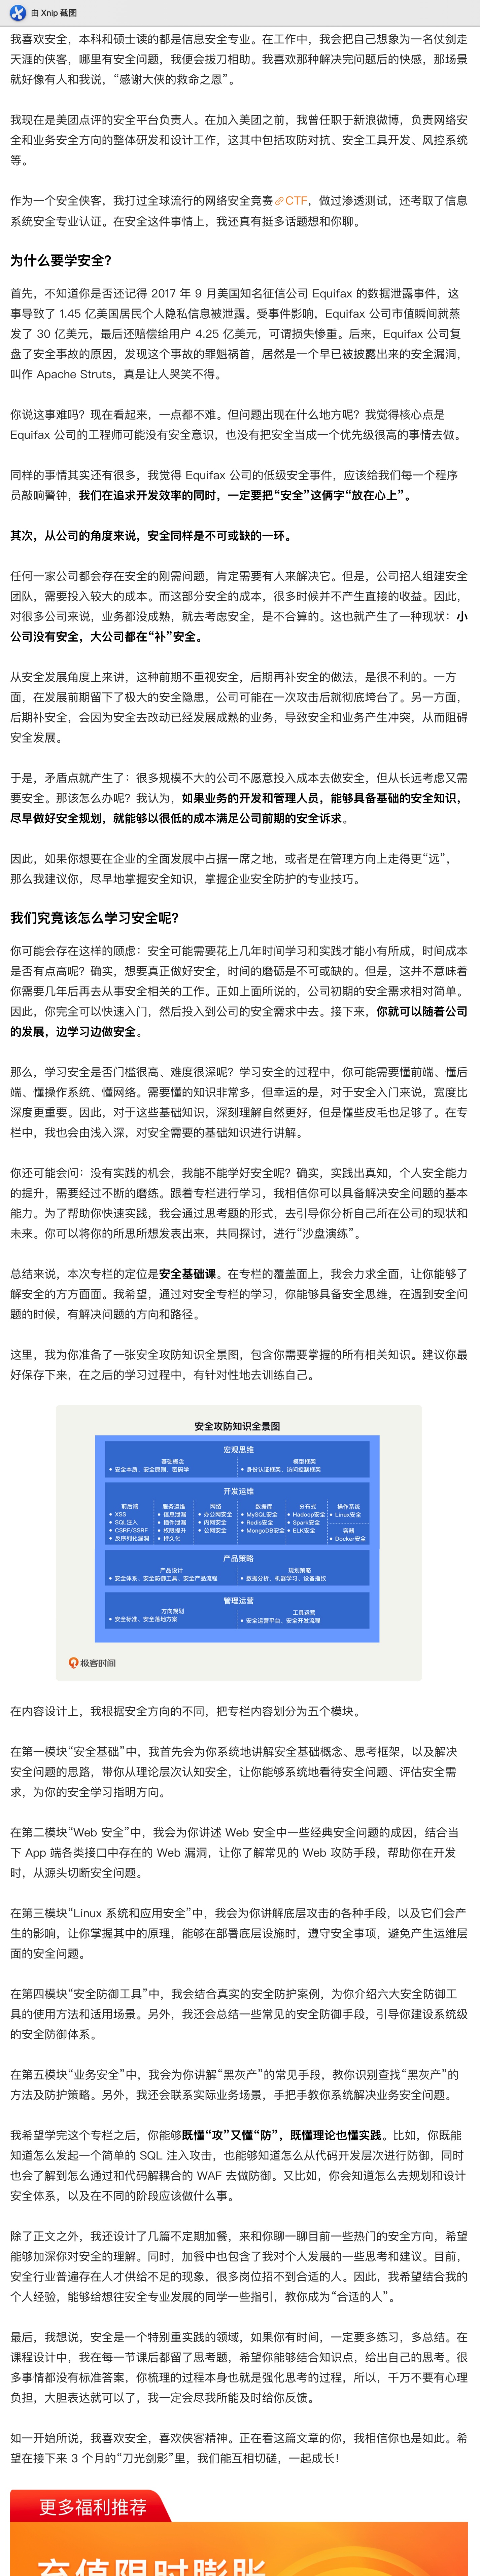 由 Xnip 截图
我喜欢安全，本科和硕士读的都是信息安全专业。在工作中，我会把自己想象为一名仗剑走
天涯的侠客，哪里有安全问题，我便会拔刀相助。我喜欢那种解决完问题后的快感，那场景
就好像有人和我说，“感谢大侠的救命之恩”。
我现在是美团点评的安全平台负责人。在加入美团之前，我曾任职于新浪微博，负责网络安
全和业务安全方向的整体研发和设计工作，这其中包括攻防对抗、安全工具开发、风控系统
等。
作为一个安全侠客，我打过全球流行的网络安全竞赛CTF，做过渗透测试，还考取了信息
系统安全专业认证。在安全这件事情上，我还真有挺多话题想和你聊。
为什么要学安全？
首先，不知道你是否还记得 2017 年 9 月美国知名征信公司 Equifax 的数据泄露事件，这
事导致了 1.45 亿美国居民个人隐私信息被泄露。受事件影响，Equifax 公司市值瞬间就蒸
发了 30 亿美元，最后还赔偿给用户 4.25 亿美元，可谓损失惨重。后来，Equifax 公司复
盘了安全事故的原因，发现这个事故的罪魁祸首，居然是一个早已被披露出来的安全漏洞，
叫作 Apache Struts，真是让人哭笑不得。
你说这事难吗？现在看起来，一点都不难。但问题出现在什么地方呢？我觉得核心点是
Equifax 公司的工程师可能没有安全意识，也没有把安全当成一个优先级很高的事情去做。
同样的事情其实还有很多，我觉得 Equifax 公司的低级安全事件，应该给我们每一个程序
员敲响警钟，我们在追求开发效率的同时，一定要把“安全”这俩字“放在心上”。
其次，从公司的角度来说，安全同样是不可或缺的一环。
任何一家公司都会存在安全的刚需问题，肯定需要有人来解决它。但是，公司招人组建安全
团队，需要投入较大的成本。而这部分安全的成本，很多时候并不产生直接的收益。因此，
对很多公司来说，业务都没成熟，就去考虑安全，是不合算的。这也就产生了一种现状：小
公司没有安全，大公司都在“补”安全。
从安全发展角度上来讲，这种前期不重视安全，后期再补安全的做法，是很不利的。一方
面，在发展前期留下了极大的安全隐患，公司可能在一次攻击后就彻底垮台了。另一方面，
后期补安全，会因为安全去改动已经发展成熟的业务，导致安全和业务产生冲突，从而阻碍
安全发展。
于是，矛盾点就产生了：很多规模不大的公司不愿意投入成本去做安全，但从长远考虑又需
要安全。那该怎么办呢？我认为，如果业务的开发和管理人员，能够具备基础的安全知识，
尽早做好安全规划，就能够以很低的成本满足公司前期的安全诉求。
因此，如果你想要在企业的全面发展中占据一席之地，或者是在管理方向上走得更“远”，
那么我建议你，尽早地掌握安全知识，掌握企业安全防护的专业技巧。
我们究竟该怎么学习安全呢？
你可能会存在这样的顾虑：安全可能需要花上几年时间学习和实践才能小有所成，时间成本
是否有点高呢？确实，想要真正做好安全，时间的磨砺是不可或缺的。但是，这并不意味着
你需要几年后再去从事安全相关的工作。正如上面所说的，公司初期的安全需求相对简单。
因此，你完全可以快速入门，然后投入到公司的安全需求中去。接下来，你就可以随着公司
的发展，边学习边做安全。
那么，学习安全是否门槛很高、难度很深呢？学习安全的过程中，你可能需要懂前端、懂后
端、懂操作系统、懂网络。需要懂的知识非常多，但幸运的是，对于安全入门来说，宽度比
深度更重要。因此，对于这些基础知识，深刻理解自然更好，但是懂些皮毛也足够了。在专
栏中，我也会由浅入深，对安全需要的基础知识进行讲解。
你还可能会问：没有实践的机会，我能不能学好安全呢？确实，实践出真知，个人安全能力
的提升，需要经过不断的磨练。跟着专栏进行学习，我相信你可以具备解决安全问题的基本
能力。为了帮助你快速实践，我会通过思考题的形式，去引导你分析自己所在公司的现状和
未来。你可以将你的所思所想发表出来，共同探讨，进行“沙盘演练”。
总结来说，本次专栏的定位是安全基础课。在专栏的覆盖面上，我会力求全面，让你能够了
解安全的方方面面。我希望，通过对安全专栏的学习，你能够具备安全思维，在遇到安全问
题的时候，有解决问题的方向和路径。
这里，我为你准备了一张安全攻防知识全景图，包含你需要掌握的所有相关知识。建议你最
好保存下来，在之后的学习过程中，有针对性地去训练自己。
安全攻防知识全景图
宏观思维
基础概念
• 安全本质、安全原则、密码学
模型框架
• 身份认证框架、访问控制框架
开发运维
前后端
• XSS
• SQL注入
• CSRF/SSRF
• 反序列化漏洞
服务运维
• 信息泄漏
• 插件泄漏
• 权限提升
• 持久化
网络
• 办公网安全
• 内网安全
• 公网安全
数据库
• MySQL安全
• Redis安全
• MongoDB安全
分布式
• Hadoop安全
• Spark安全
• ELK安全
操作系统
• Linux安全
容器
• Docker安全
产品策略
产品设计
• 安全体系、安全防御工具、安全产品流程
规划策略
• 数据分析、机器学习、设备指纹
管理运营
方向规划
• 安全标准、安全落地方案
工具运营
• 安全运营平台、安全开发流程
极客时间
在内容设计上，我根据安全方向的不同，把专栏内容划分为五个模块。
在第一模块“安全基础”中，我首先会为你系统地讲解安全基础概念、思考框架，以及解决
安全问题的思路，带你从理论层次认知安全，让你能够系统地看待安全问题、评估安全需
求，为你的安全学习指明方向。
在第二模块“Web 安全”中，我会为你讲述 Web 安全中一些经典安全问题的成因，结合当
下 App 端各类接口中存在的 Web 漏洞，让你了解常见的 Web 攻防手段，帮助你在开发
时，从源头切断安全问题。
在第三模块“Linux 系统和应用安全”中，我会为你讲解底层攻击的各种手段，以及它们会产
生的影响，让你掌握其中的原理，能够在部署底层设施时，遵守安全事项，避免产生运维层
面的安全问题。
在第四模块“安全防御工具”中，我会结合真实的安全防护案例，为你介绍六大安全防御工
具的使用方法和适用场景。另外，我还会总结一些常见的安全防御手段，引导你建设系统级
的安全防御体系。
在第五模块“业务安全”中，我会为你讲解“黑灰产”的常见手段，教你识别查找“黑灰产”的
方法及防护策略。另外，我还会联系实际业务场景，手把手教你系统解决业务安全问题。
我希望学完这个专栏之后，你能够既懂“攻”又懂“防”，既懂理论也懂实践。比如，你既能
知道怎么发起一个简单的 SQL 注入攻击，也能够知道怎么从代码开发层次进行防御，同时
也会了解到怎么通过和代码解耦合的 WAF 去做防御。又比如，你会知道怎么去规划和设计
安全体系，以及在不同的阶段应该做什么事。
除了正文之外，我还设计了几篇不定期加餐，来和你聊一聊目前一些热门的安全方向，希望
能够加深你对安全的理解。同时，加餐中也包含了我对个人发展的一些思考和建议。目前，
安全行业普遍存在人才供给不足的现象，很多岗位招不到合适的人。因此，我希望结合我的
个人经验，能够给想往安全专业发展的同学一些指引，教你成为“合适的人”。
最后，我想说，安全是一个特别重实践的领域，如果你有时间，一定要多练习，多总结。在
课程设计中，我在每一节课后都留了思考题，希望你能够结合知识点，给出自己的思考。很
多事情都没有标准答案，你梳理的过程本身也就是强化思考的过程，所以，千万不要有心理
负担，大胆表达就可以了，我一定会尽我所能及时给你反馈。
如一开始所说，我喜欢安全，喜欢侠客精神。正在看这篇文章的你，我相信你也是如此。希
望在接下来 3 个月的“刀光剑影”里，我们能互相切磋，一起成长！
更多福利推荐
充值限时膨胀